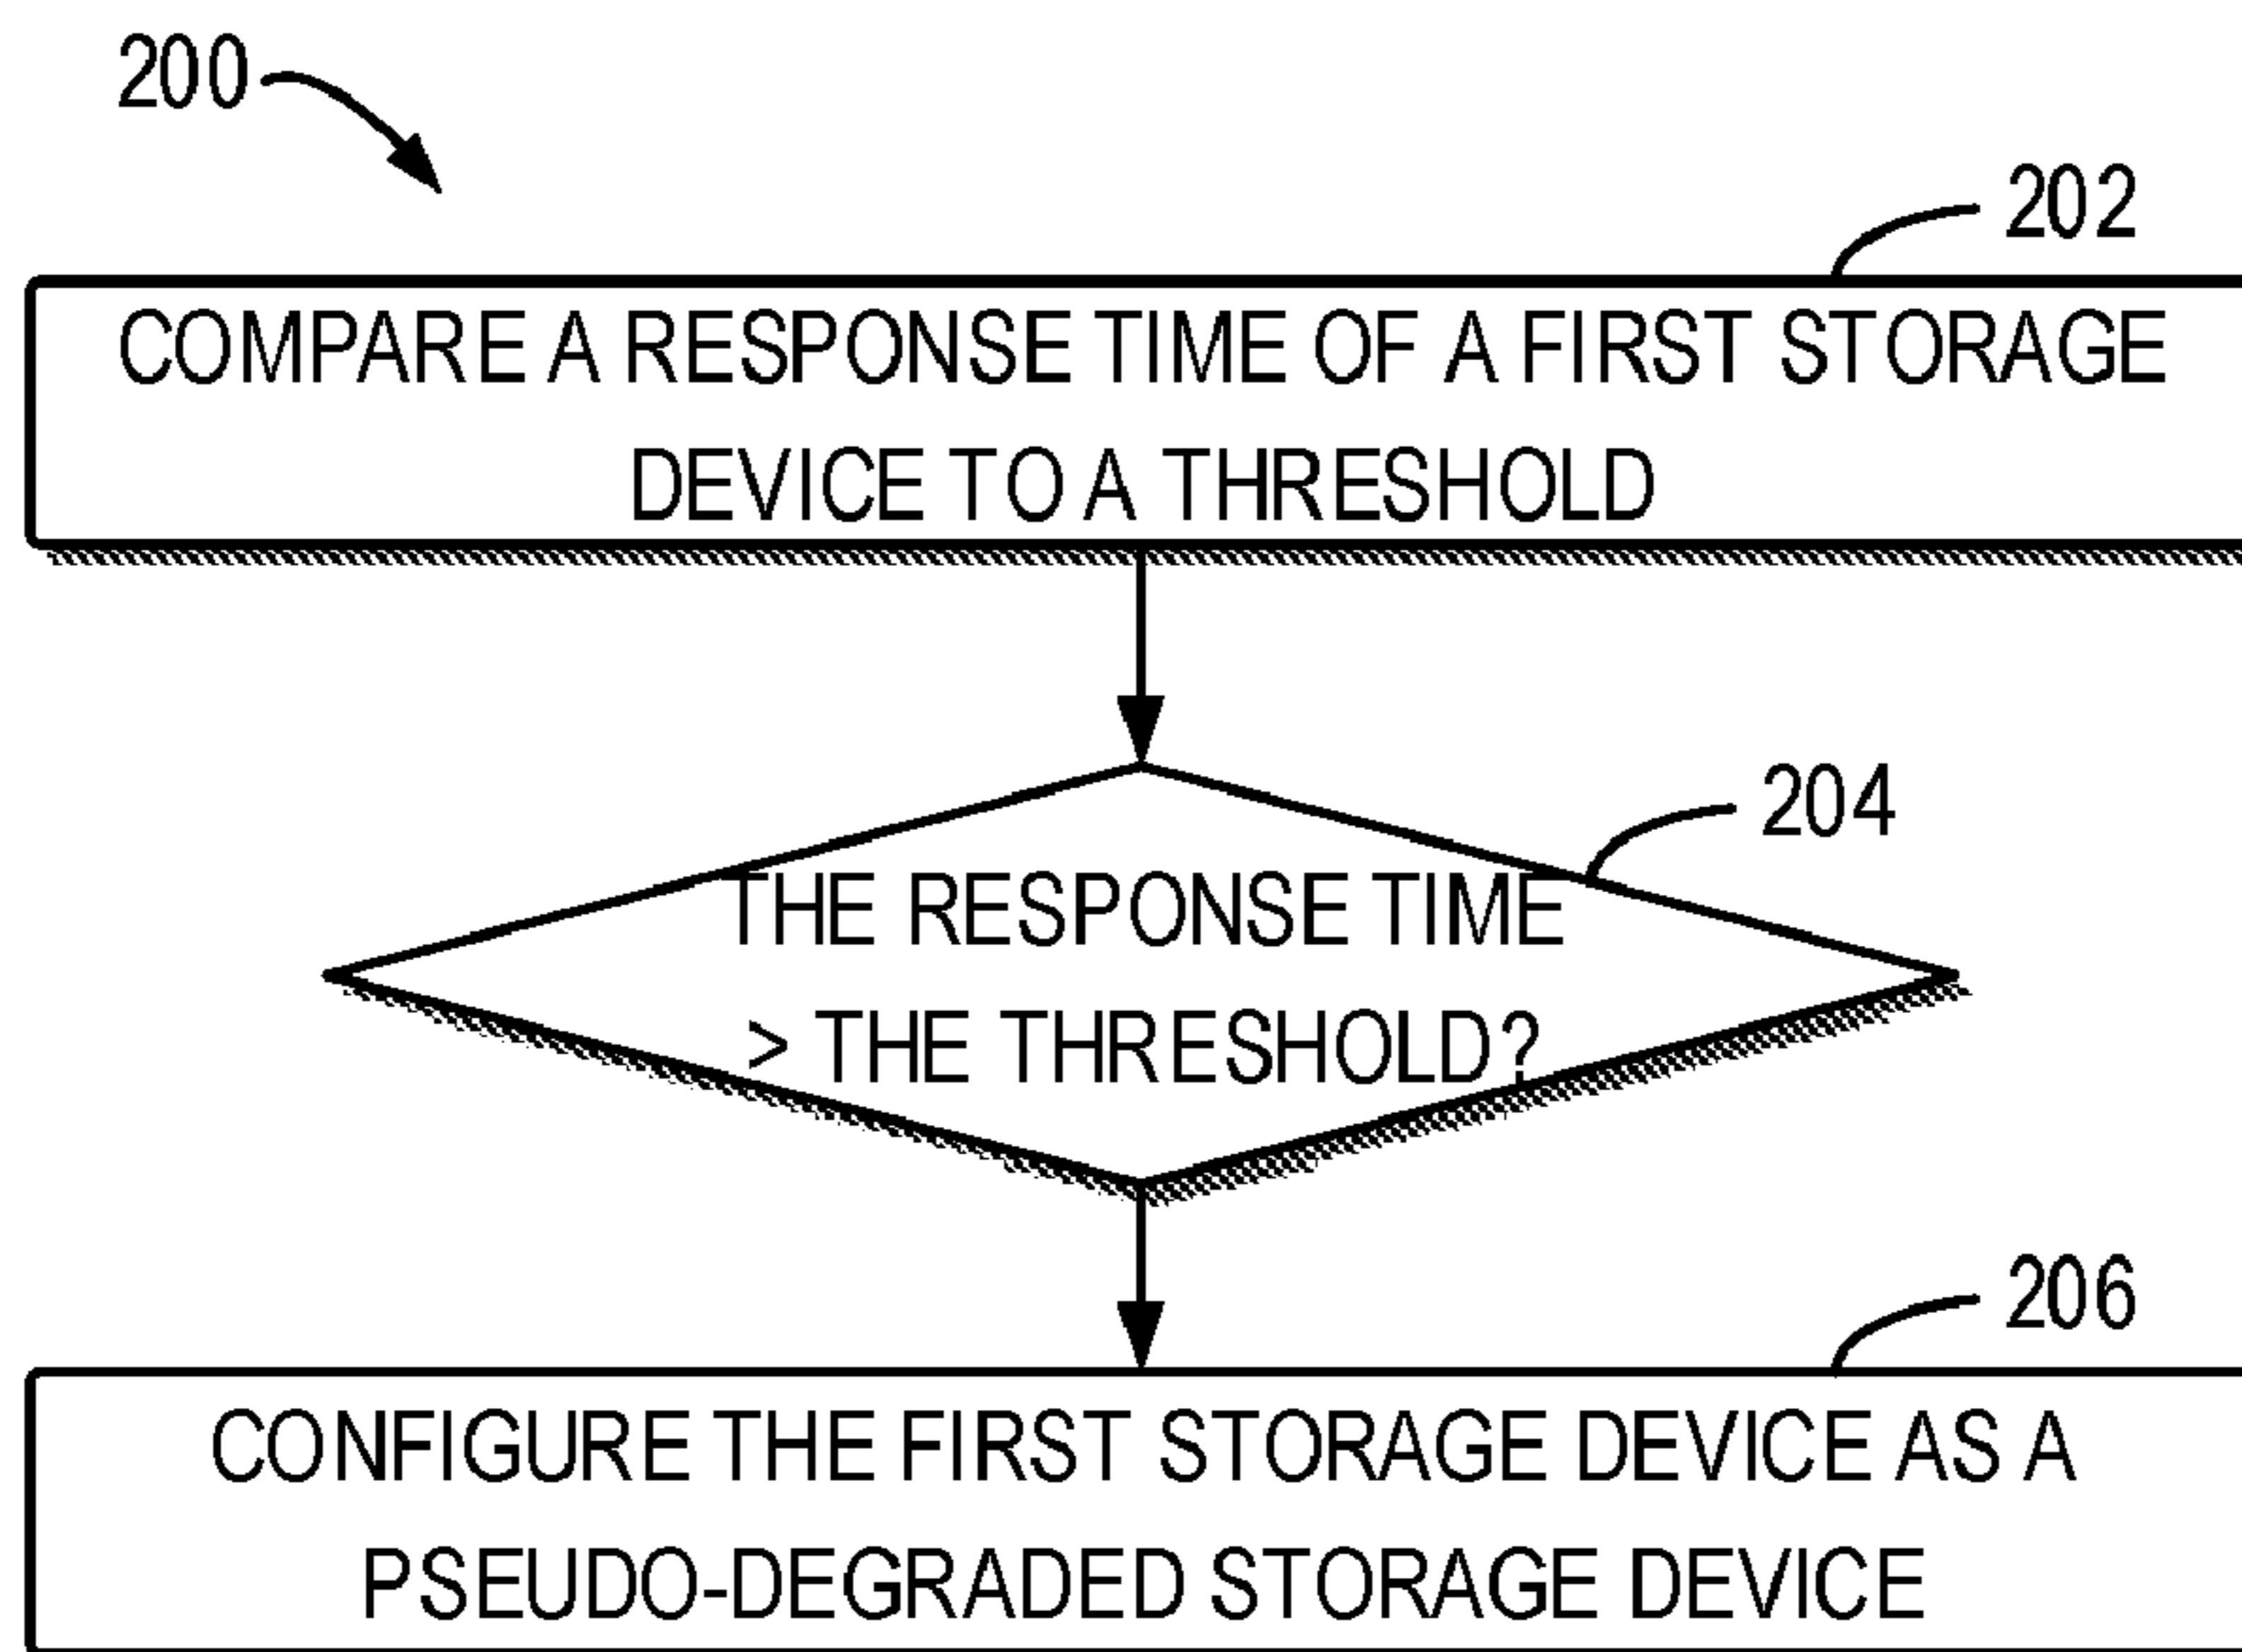 200
202
COMPARE A RESPONSE TIME OF A FIRST STORAGE
DEVICE TO A THRESHOLD
204
THE RESPONSE TIME
> THE THRESHOLD?
206
CONFIGURE THE FIRST STORAGE DEVICE AS A
PSEUDO-DEGRADED STORAGE DEVICE